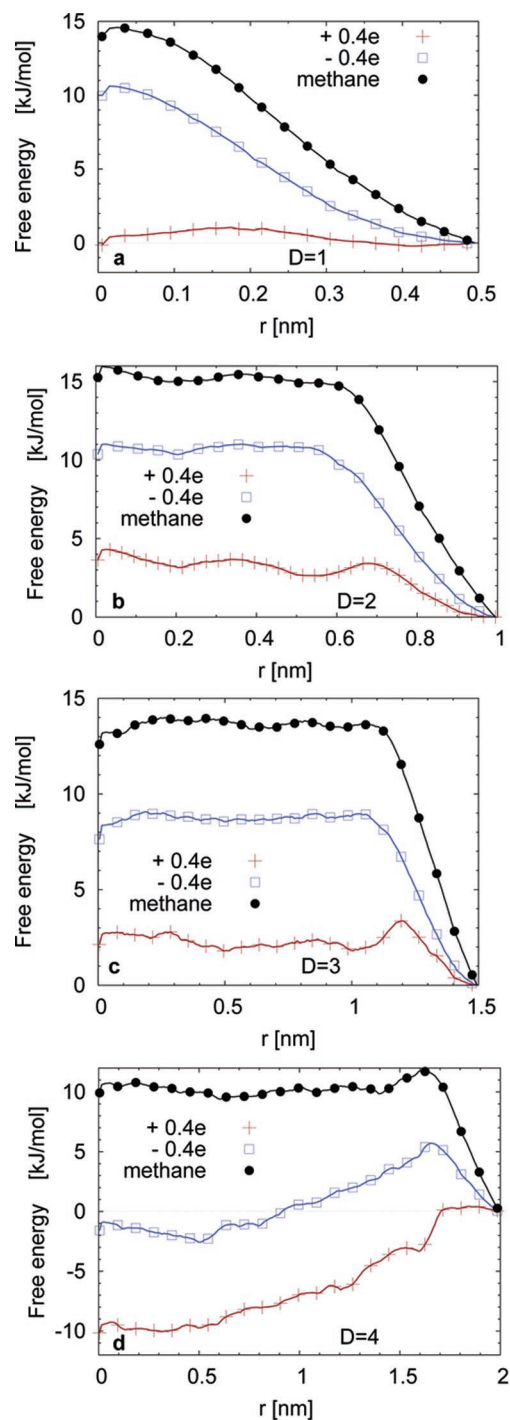 + 0.4e
- 0.4e
methane
Free energy [kJ/mol]
15
10
5
0
a
D=1
0
0.1
0.2
0.3
0.4
0.5
r [nm]
15
10
5
0
Free energy [kJ/mol]
+ 0.4e
- 0.4e
methane
b
D=2
0
0.2
0.4
0.6
0.8
1
r [nm]
15
10
5
0
Free energy [kJ/mol]
+ 0.4e
- 0.4e
methane
c
D=3
0
0.5
1
1.5
r [nm]
10
5
0
-5
-10
Free energy [kJ/mol]
+ 0.4e
- 0.4e
methane
d
D=4
0
0.5
1
1.5
2
r [nm]